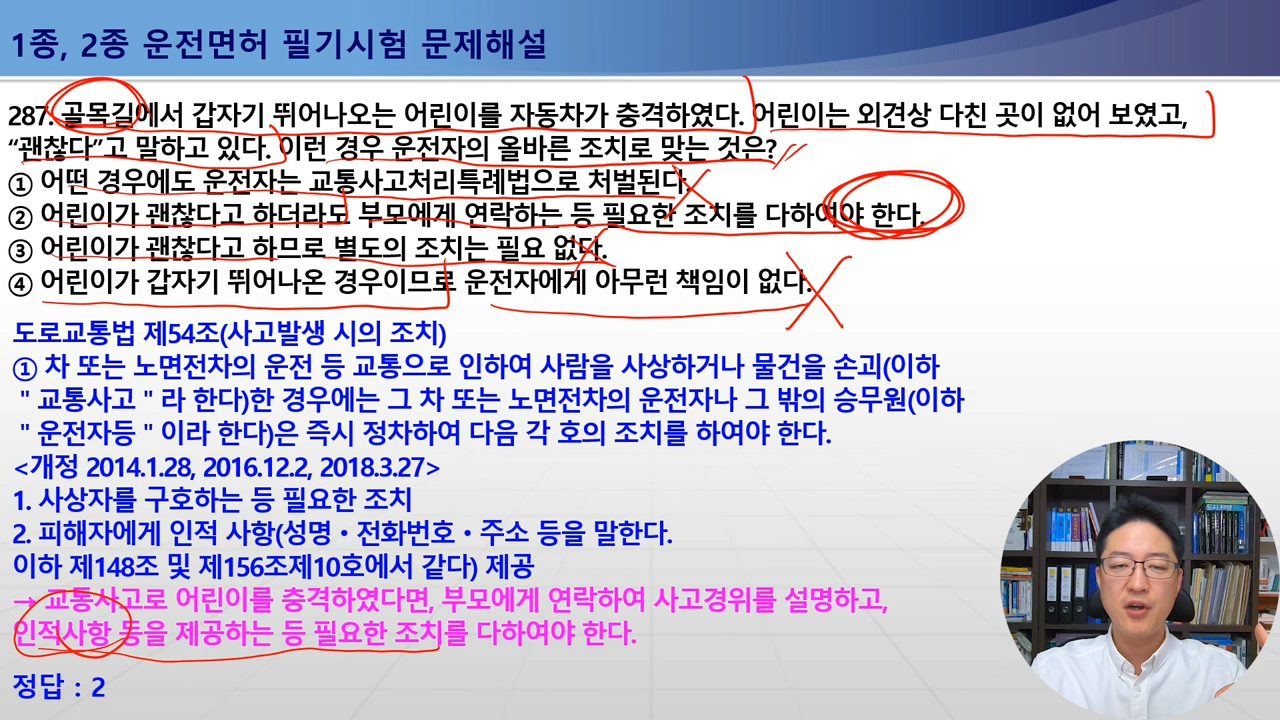 1종, 2종 운전면허 필기시험 문제해설
287. 골목길에서 갑자기 뛰어나오는 어린이를 자동차가 충격하였다. 어린이는 외견상 다친 곳이 없어 보였고,
“괜찮다”고 말하고 있다. 이런 경우 운전자의 올바른 조치로 맞는 것은?
① 어떤 경우에도 운전자는 교통사고처리특례법으로 처벌된다.
② 어린이가 괜찮다고 하더라도 부모에게 연락하는 등 필요한 조치를 다하여야 한다.
③ 어린이가 괜찮다고 하므로 별도의 조치는 필요 없다.
④ 어린이가 갑자기 뛰어나온 경우이므로 운전자에게 아무런 책임이 없다.
도로교통법 제54조(사고발생 시의 조치)
① 차 또는 노면전차의 운전 등 교통으로 인하여 사람을 사상하거나 물건을 손괴(이하
" 교통사고 " 라 한다)한 경우에는 그 차 또는 노면전차의 운전자나 그 밖의 승무원(이하
" 운전자등 " 이라 한다)은 즉시 정차하여 다음 각 호의 조치를 하여야 한다.
<개정 2014.1.28, 2016.12.2, 2018.3.27>
1. 사상자를 구호하는 등 필요한 조치
2. 피해자에게 인적 사항(성명・전화번호・주소 등을 말한다.
이하 제148조 및 제156조제10호에서 같다) 제공
→ 교통사고로 어린이를 충격하였다면, 부모에게 연락하여 사고경위를 설명하고,
인적사항 등을 제공하는 등 필요한 조치를 다하여야 한다.
정답 : 2